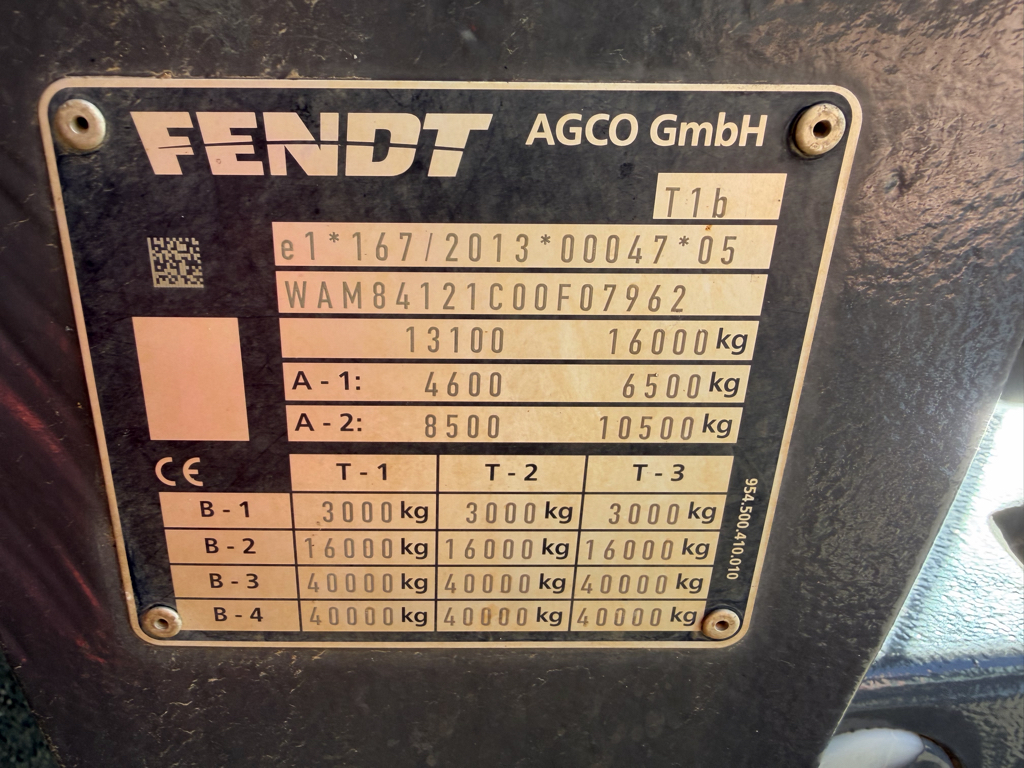 FENDT AGCO GmbH
T1b
e1*167/2013*00047*05
WAM84121C00F07962
13100 16000 kg
A - 1: 4600 6500 kg
A - 2: 8500 10500 kg
CE T - 1 T - 2 T - 3
B - 1 3000 kg 3000 kg 3000 kg
B - 2 16000 kg 16000 kg 16000 kg
B - 3 40000 kg 40000 kg 40000 kg
B - 4 40000 kg 40000 kg 40000 kg
954.500.410.010